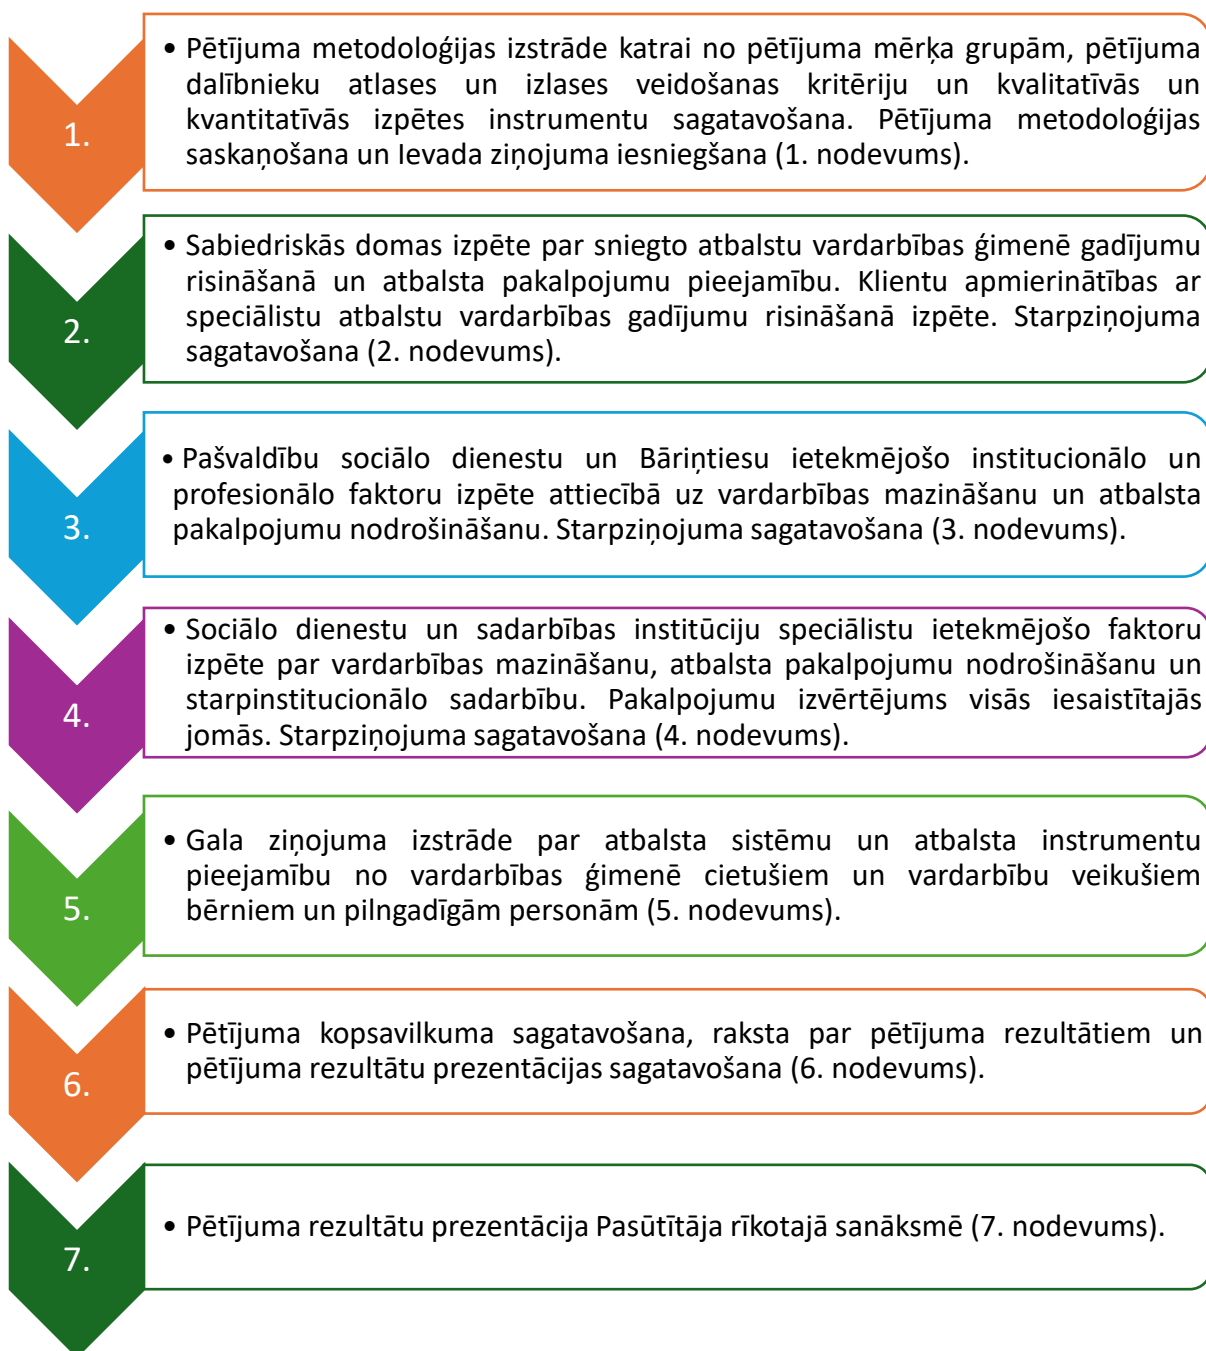 1.
• Pētījuma metodoloģijas izstrāde katrai no pētījuma mērķa grupām, pētījuma
dalībnieku atlases un izlases veidošanas kritēriju un kvalitatīvās un
kvantitatīvās izpētes instrumentu sagatavošana. Pētījuma metodoloģijas
saskaņošana un Ievada ziņojuma iesniegšana (1. nodevums).
2.
• Sabiedriskās domas izpēte par sniegto atbalstu vardarbības ģimenē gadījumu
risināšanā un atbalsta pakalpojumu pieejamību. Klientu apmierinātības ar
speciālistu atbalstu vardarbības gadījumu risināšanā izpēte. Starpziņojuma
sagatavošana (2. nodevums).
3.
• Pašvaldību sociālo dienestu un Bāriņtiesu ietekmējošo institucionālo un
profesionālo faktoru izpēte attiecībā uz vardarbības mazināšanu un atbalsta
pakalpojumu nodrošināšanu. Starpziņojuma sagatavošana (3. nodevums).
4.
• Sociālo dienestu un sadarbības institūciju speciālistu ietekmējošo faktoru
izpēte par vardarbības mazināšanu, atbalsta pakalpojumu nodrošināšanu un
starpinstitucionālo sadarbību. Pakalpojumu izvērtējums visās iesaistītajās
jomās. Starpziņojuma sagatavošana (4. nodevums).
5.
• Gala ziņojuma izstrāde par atbalsta sistēmu un atbalsta instrumentu
pieejamību no vardarbības ģimenē cietušiem un vardarbību veikušiem
bērniem un pilngadīgām personām (5. nodevums).
6.
• Pētījuma kopsavilkuma sagatavošana, raksta par pētījuma rezultātiem un
pētījuma rezultātu prezentācijas sagatavošana (6. nodevums).
7.
• Pētījuma rezultātu prezentācija Pasūtītāja rīkotajā sanāksmē (7. nodevums).